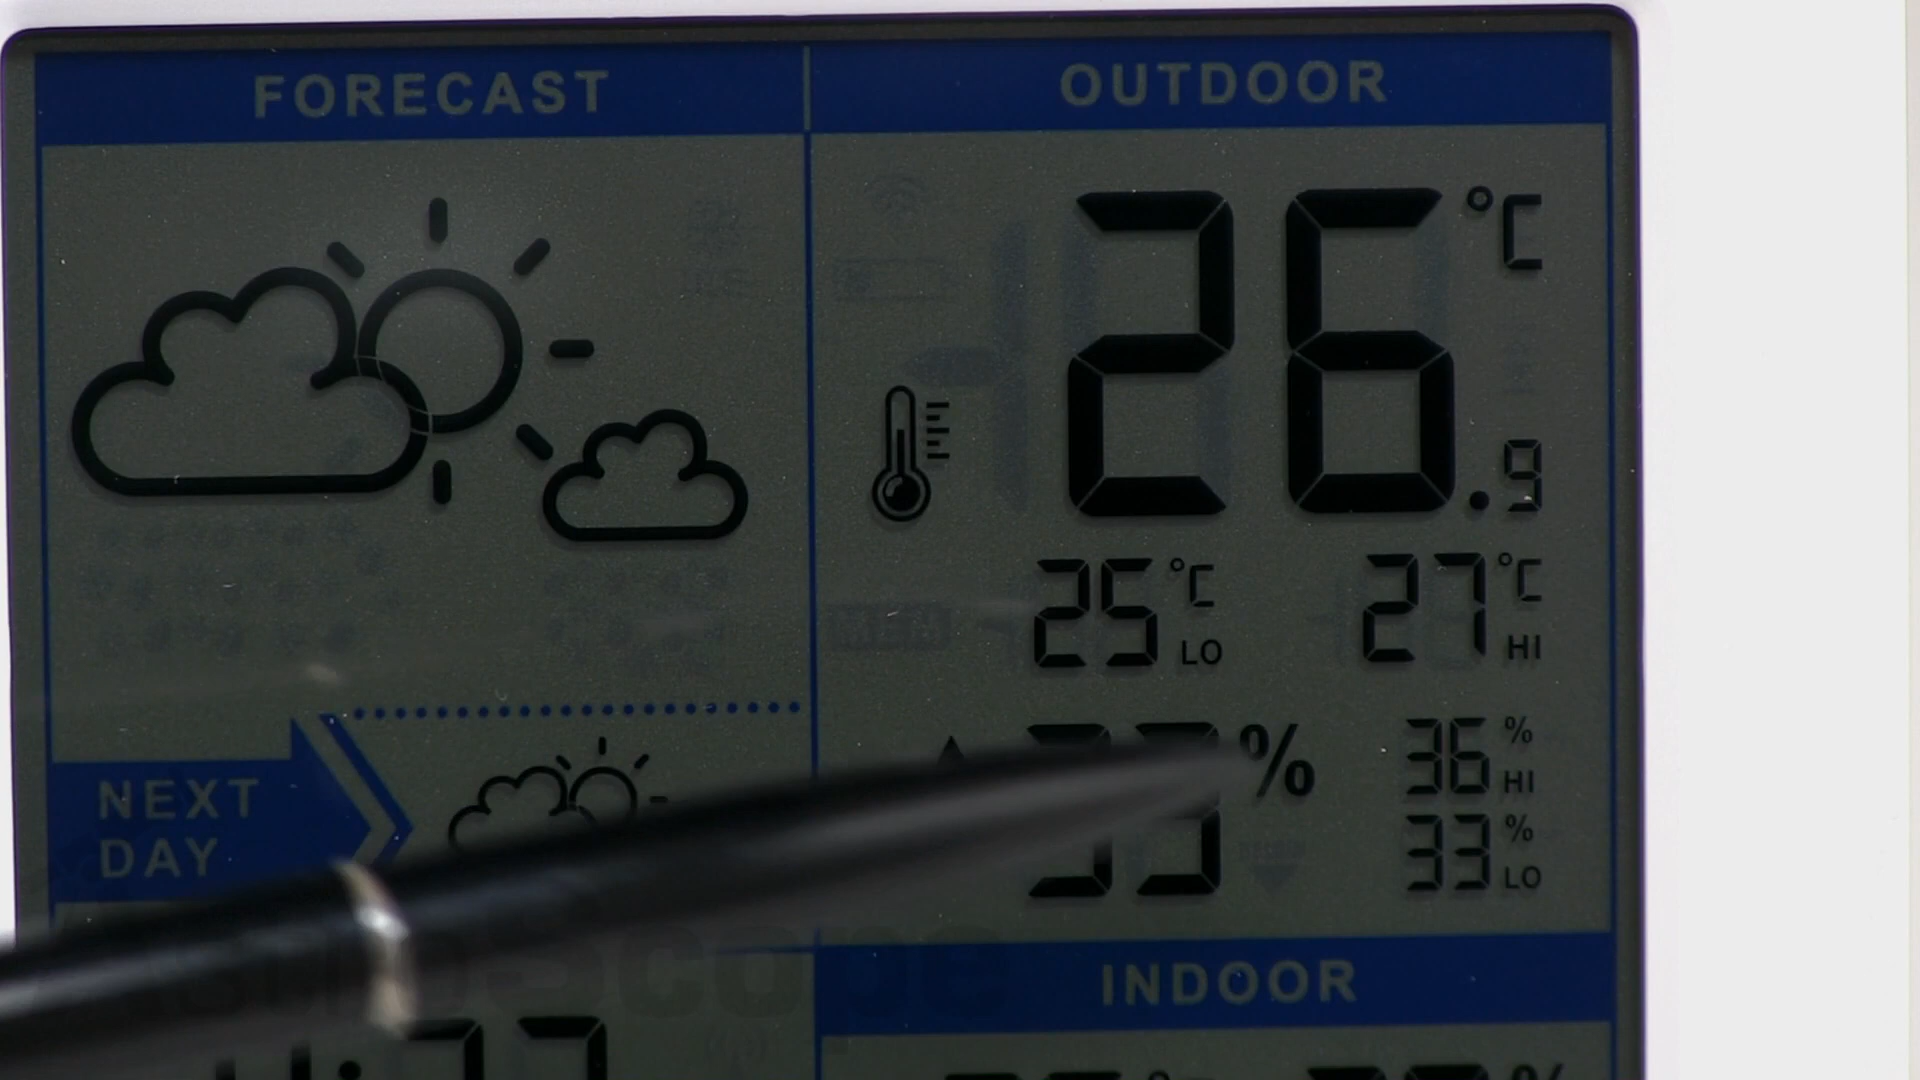 FORECAST
OUTDOOR
26.9 °C
25 °C LO
27 °C HI
%
36 % HI
33 % LO
NEXT
DAY
INDOOR